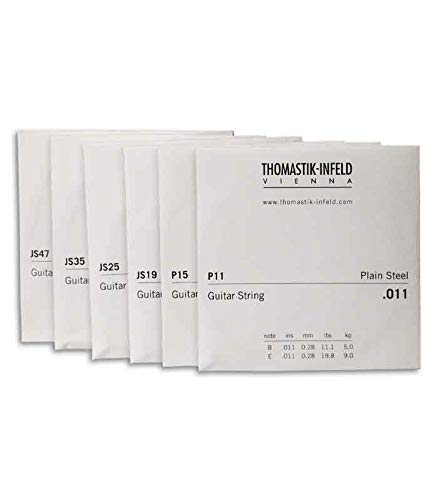 THOMASTIK-INFELD
VIENNA
www.thomastik-infeld.com
JS47
Guitar
JS35
Guitar
JS25
Guitar
JS19
Guitar
P15
Guitar
P11 Plain Steel
Guitar String .011
note ins mm lbs kp
B .011 0.28 11.1 5.0
E .011 0.28 19.8 9.0